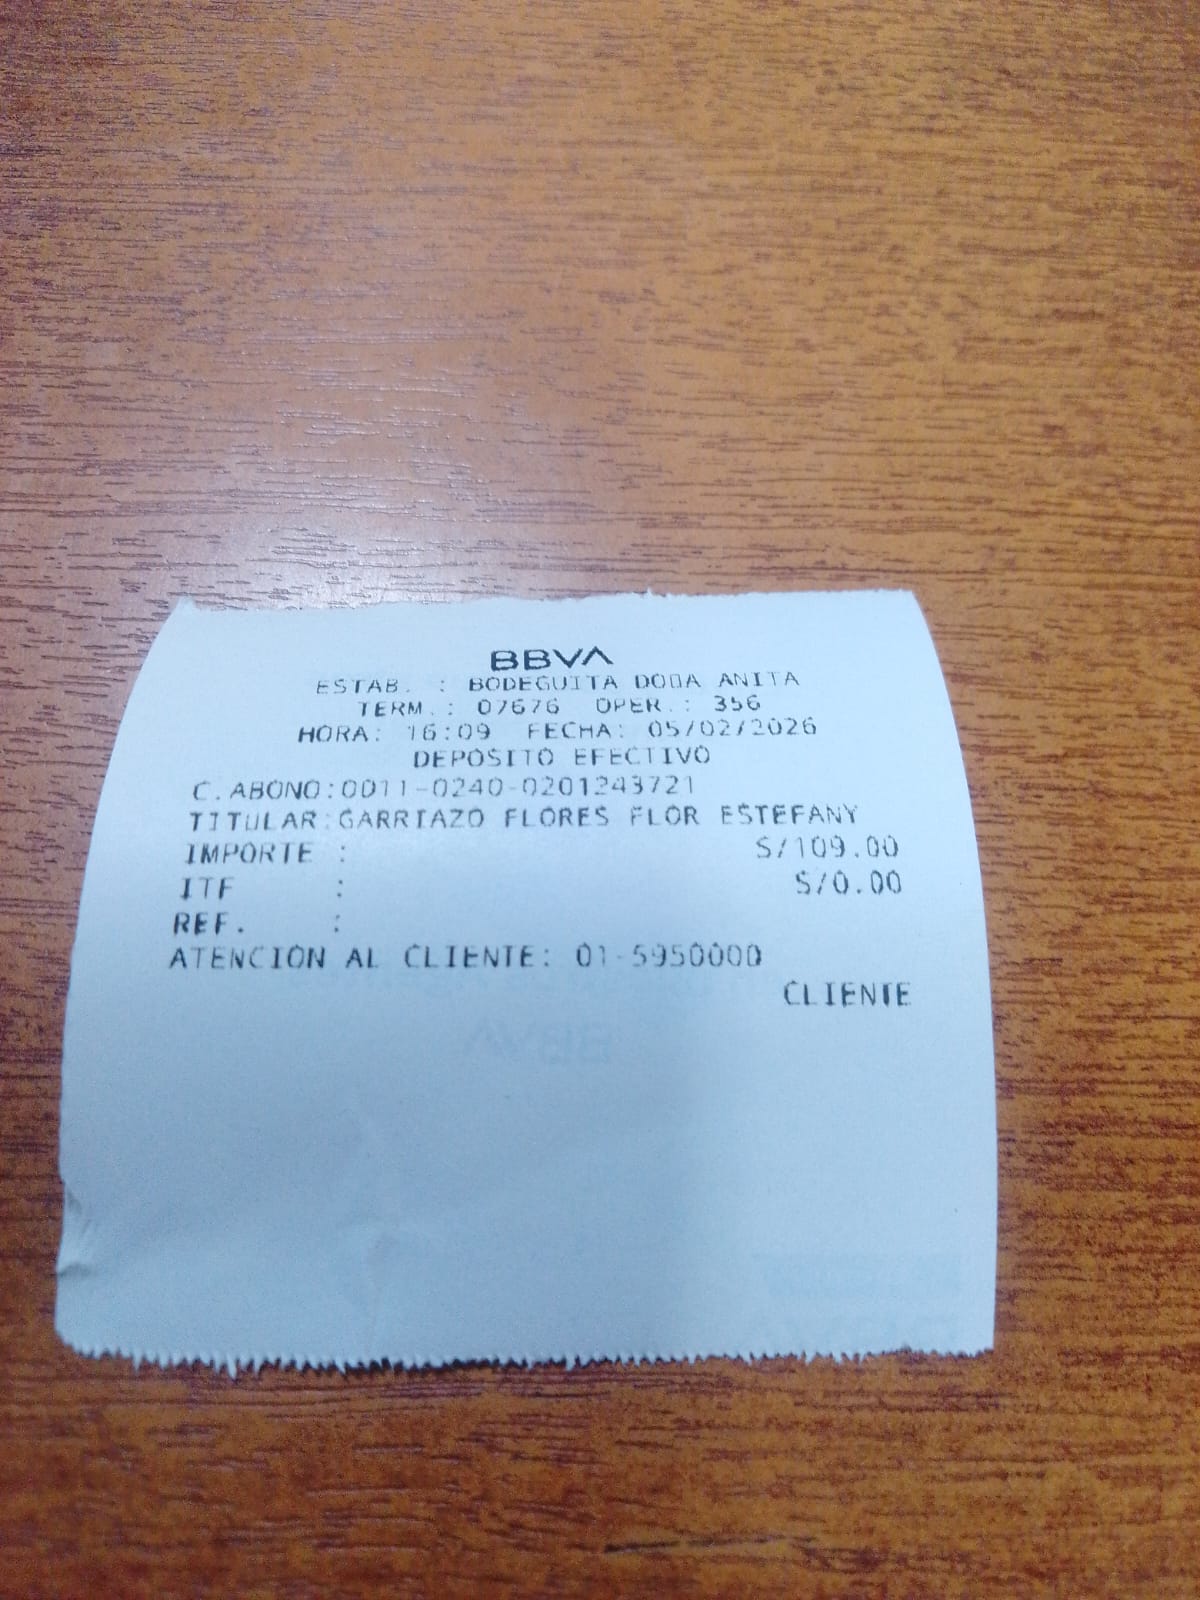 BBVA
ESTAB. : BODEGUITA DOÐA ANITA
TERM.: 07676 OPER.: 356
HORA: 16:09 FECHA: 05/02/2026
DEPOSITO EFECTIVO
C.ABONO:0011-0240-0201243721
TITULAR:GARRIAZO FLORES FLOR ESTEFANY
IMPORTE : S/109.00
ITF : S/0.00
REF. :
ATENCION AL CLIENTE: 01-5950000
CLIENTE